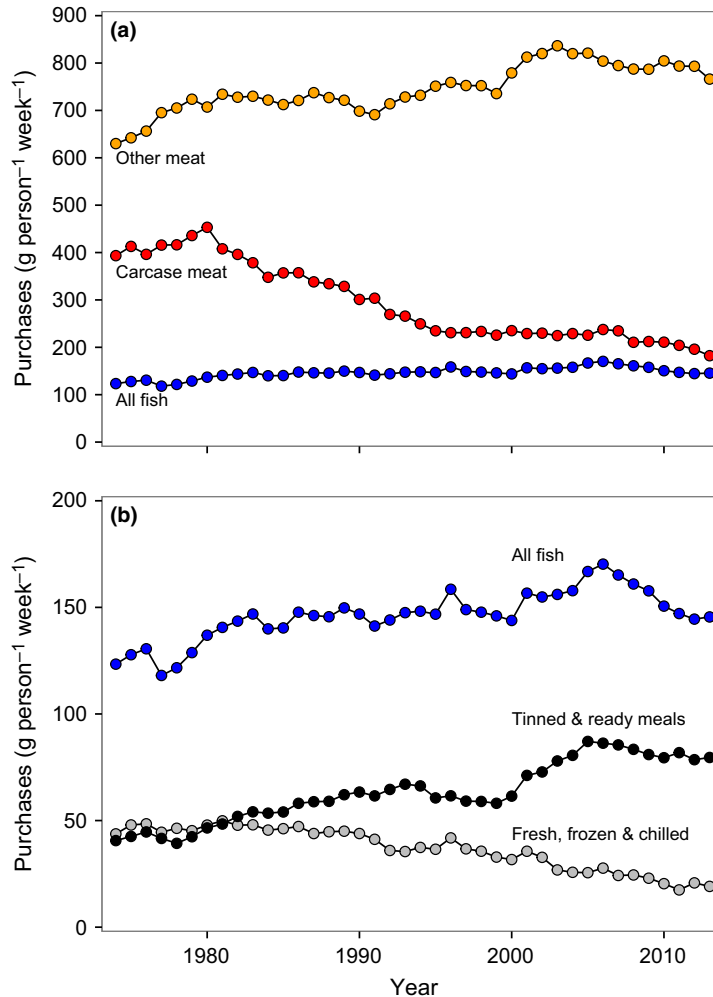 (a)
900
800
700
600
500
400
300
200
100
0
Purchases (g person⁻¹ week⁻¹)
Other meat
Carcase meat
All fish
(b)
200
150
100
50
0
Purchases (g person⁻¹ week⁻¹)
All fish
Tinned & ready meals
Fresh, frozen & chilled
1980
1990
2000
2010
Year